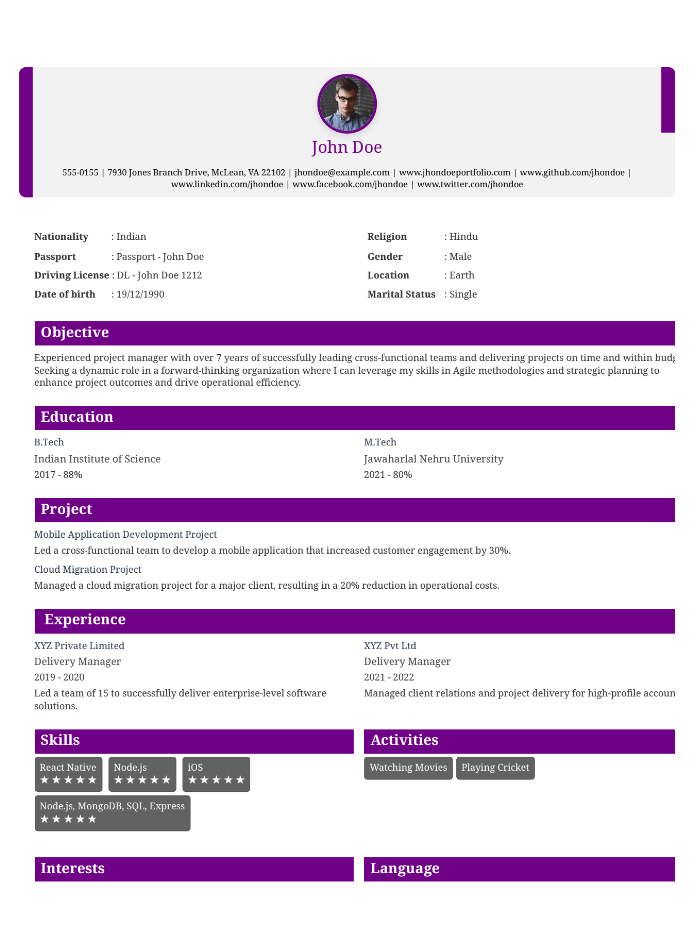 John Doe
555-0155 | 7930 Jones Branch Drive, McLean, VA 22102 | jhondoe@example.com | www.jhondoeportfolio.com | www.github.com/jhondoe |
www.linkedin.com/jhondoe | www.facebook.com/jhondoe | www.twitter.com/jhondoe
Nationality : Indian
Passport : Passport - John Doe
Driving License : DL - John Doe 1212
Date of birth : 19/12/1990
Religion : Hindu
Gender : Male
Location : Earth
Marital Status : Single
Objective
Experienced project manager with over 7 years of successfully leading cross-functional teams and delivering projects on time and within budg
Seeking a dynamic role in a forward-thinking organization where I can leverage my skills in Agile methodologies and strategic planning to
enhance project outcomes and drive operational efficiency.
Education
B.Tech
Indian Institute of Science
2017 - 88%
M.Tech
Jawaharlal Nehru University
2021 - 80%
Project
Mobile Application Development Project
Led a cross-functional team to develop a mobile application that increased customer engagement by 30%.
Cloud Migration Project
Managed a cloud migration project for a major client, resulting in a 20% reduction in operational costs.
Experience
XYZ Private Limited
Delivery Manager
2019 - 2020
Led a team of 15 to successfully deliver enterprise-level software
solutions.
XYZ Pvt Ltd
Delivery Manager
2021 - 2022
Managed client relations and project delivery for high-profile accoun
Skills
React Native
★ ★ ★ ★ ★
Node.js
★ ★ ★ ★ ★
iOS
★ ★ ★ ★ ★
Node.js, MongoDB, SQL, Express
★ ★ ★ ★ ★
Activities
Watching Movies
Playing Cricket
Interests
Language